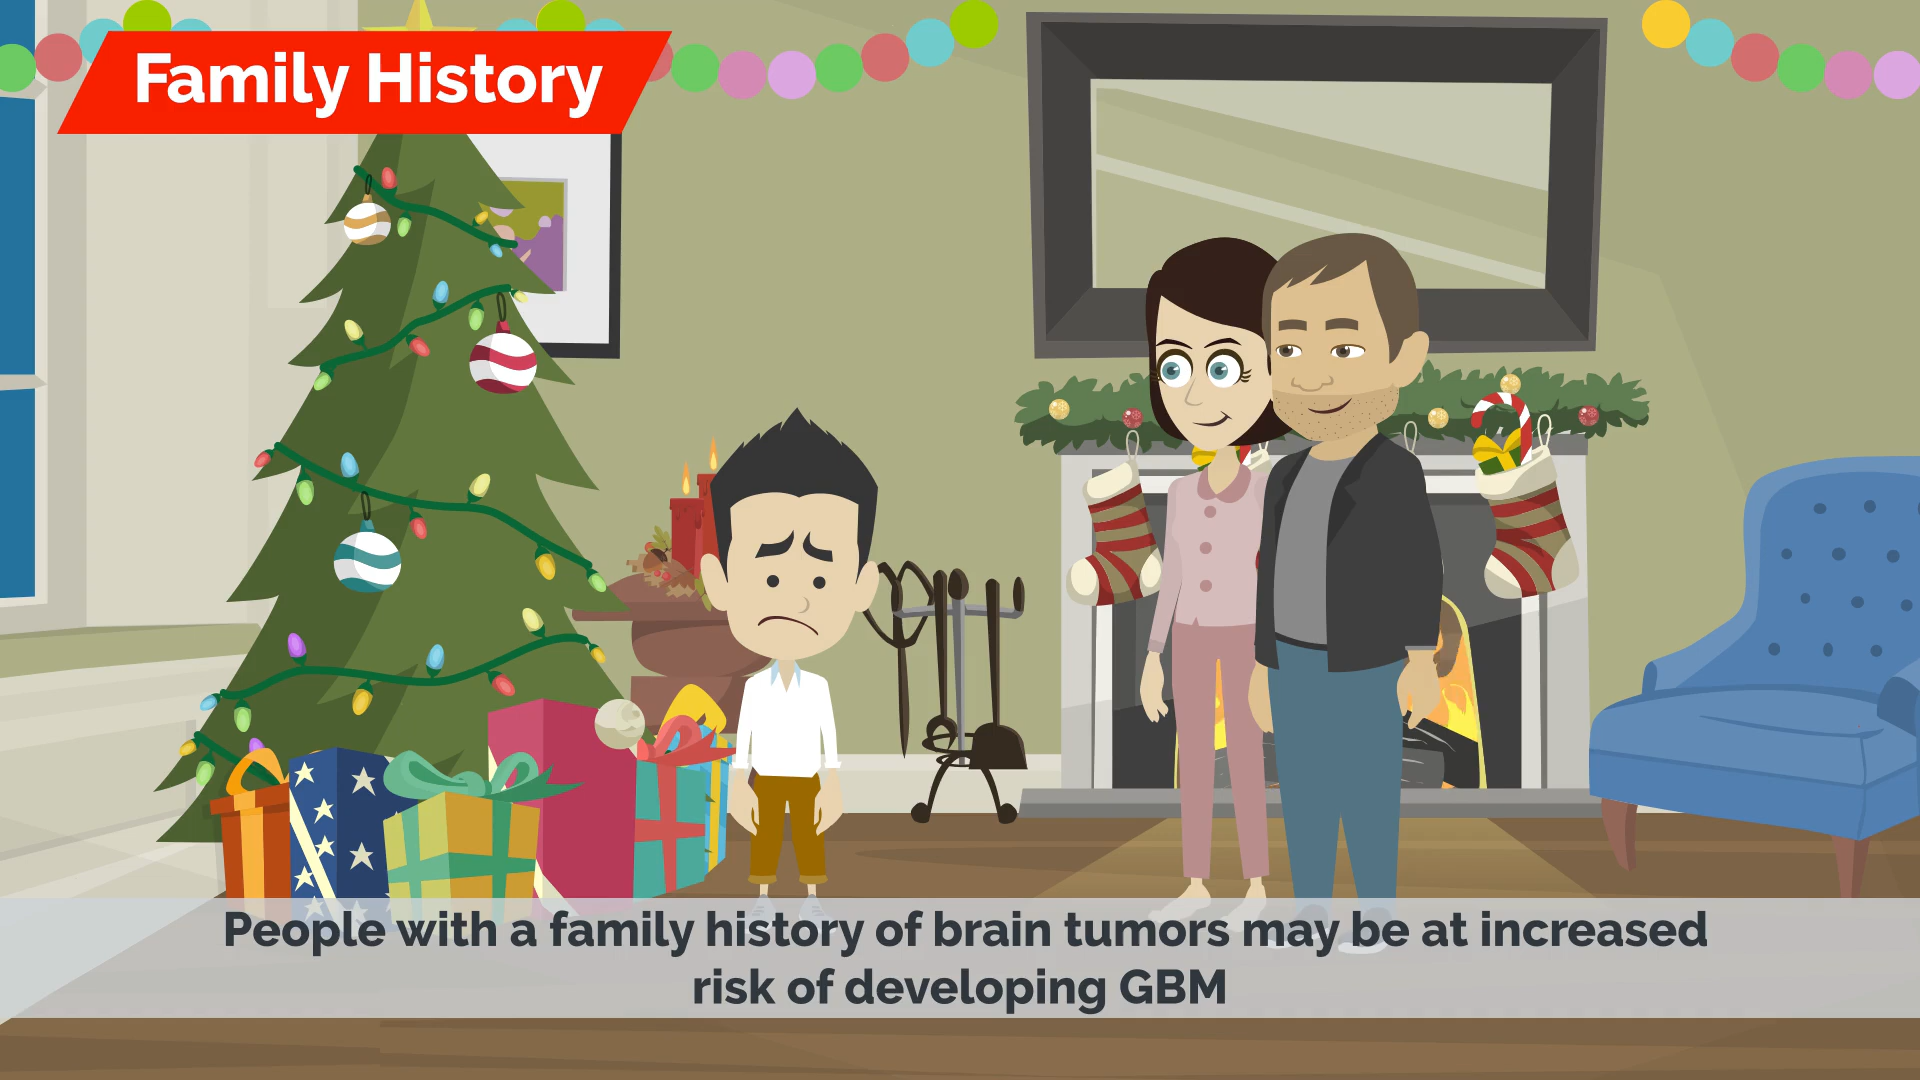 Family History
People with a family history of brain tumors may be at increased
risk of developing GBM